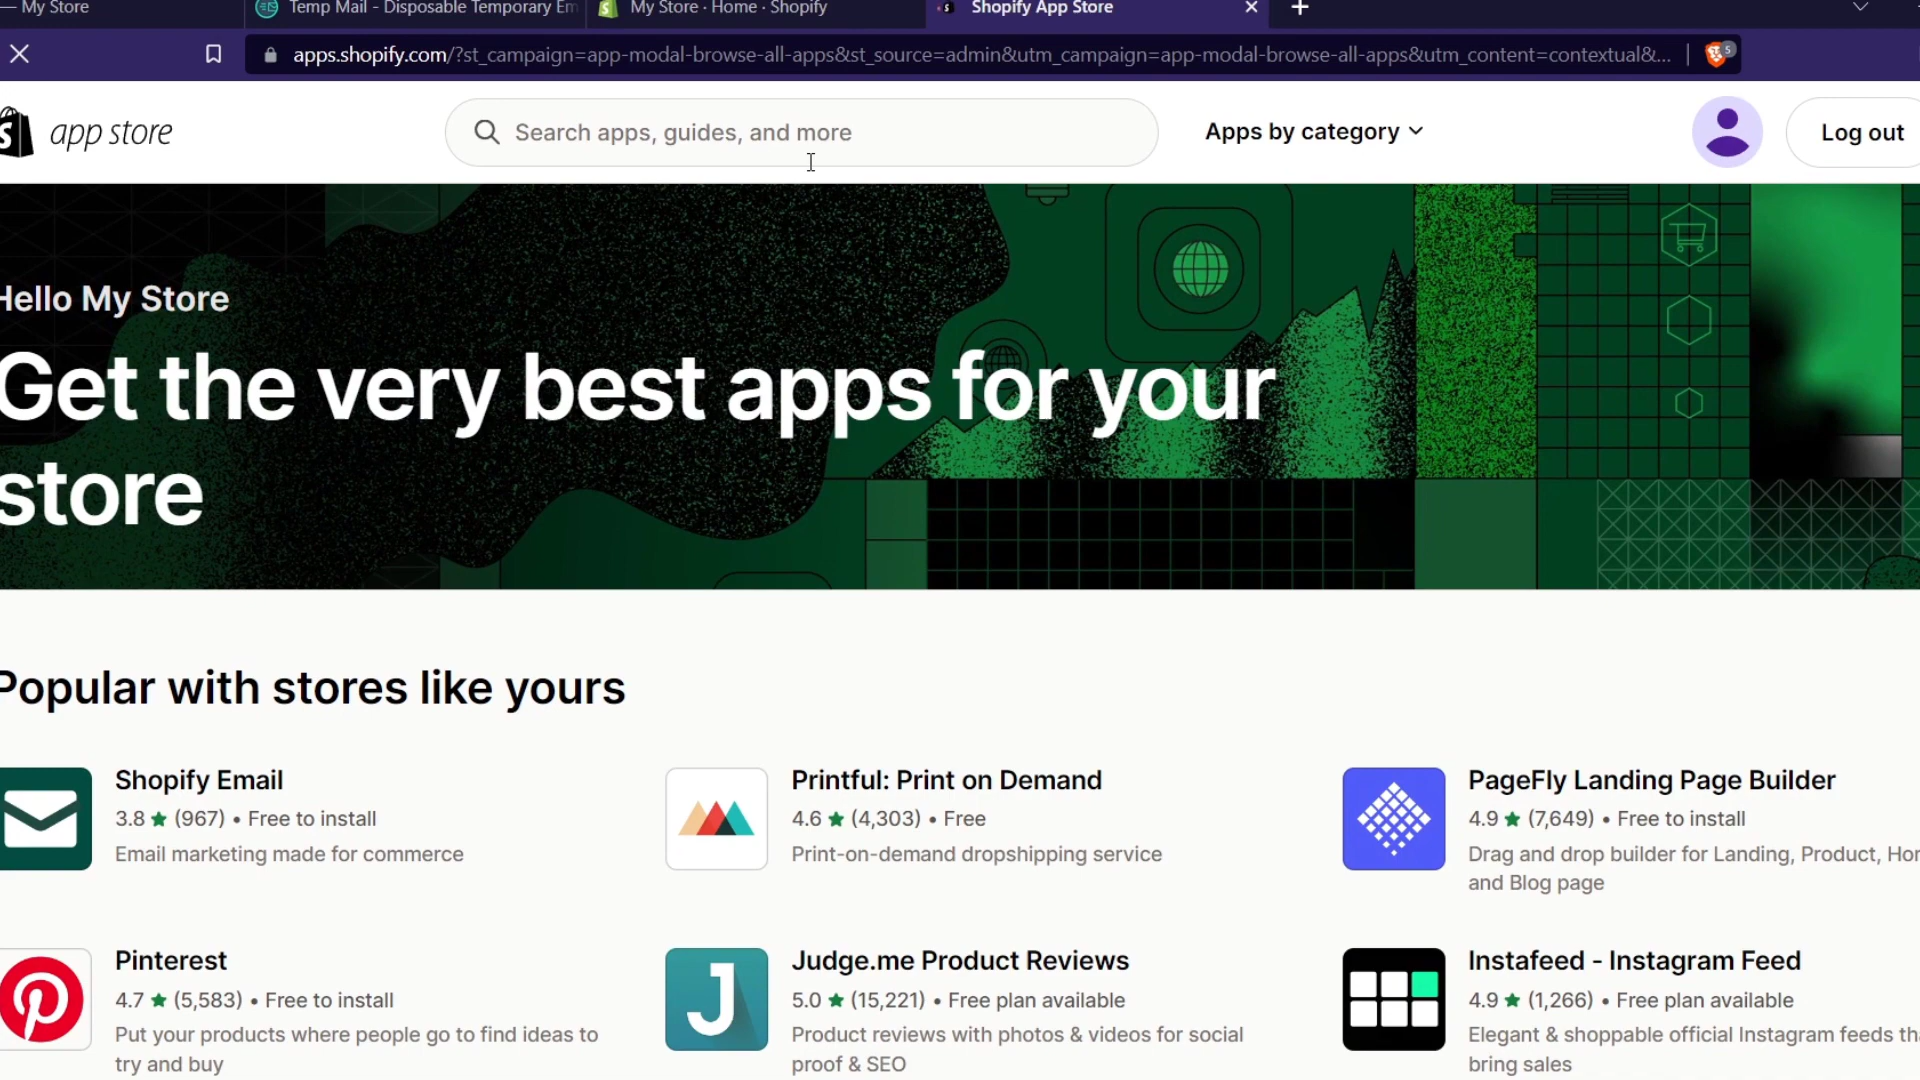 — My Store
Temp Mail - Disposable Temporary Em
My Store · Home · Shopify
Shopify App Store
apps.shopify.com/?st_campaign=app-modal-browse-all-apps&st_source=admin&utm_campaign=app-modal-browse-all-apps&utm_content=contextual&...
5
app store
Search apps, guides, and more
Apps by category
Log out
Hello My Store
Get the very best apps for your
store
Popular with stores like yours
Shopify Email
3.8 ★ (967) • Free to install
Email marketing made for commerce
Printful: Print on Demand
4.6 ★ (4,303) • Free
Print-on-demand dropshipping service
PageFly Landing Page Builder
4.9 ★ (7,649) • Free to install
Drag and drop builder for Landing, Product, Hor
and Blog page
Pinterest
4.7 ★ (5,583) • Free to install
Put your products where people go to find ideas to
try and buy
Judge.me Product Reviews
5.0 ★ (15,221) • Free plan available
Product reviews with photos & videos for social
proof & SEO
Instafeed - Instagram Feed
4.9 ★ (1,266) • Free plan available
Elegant & shoppable official Instagram feeds th
bring sales